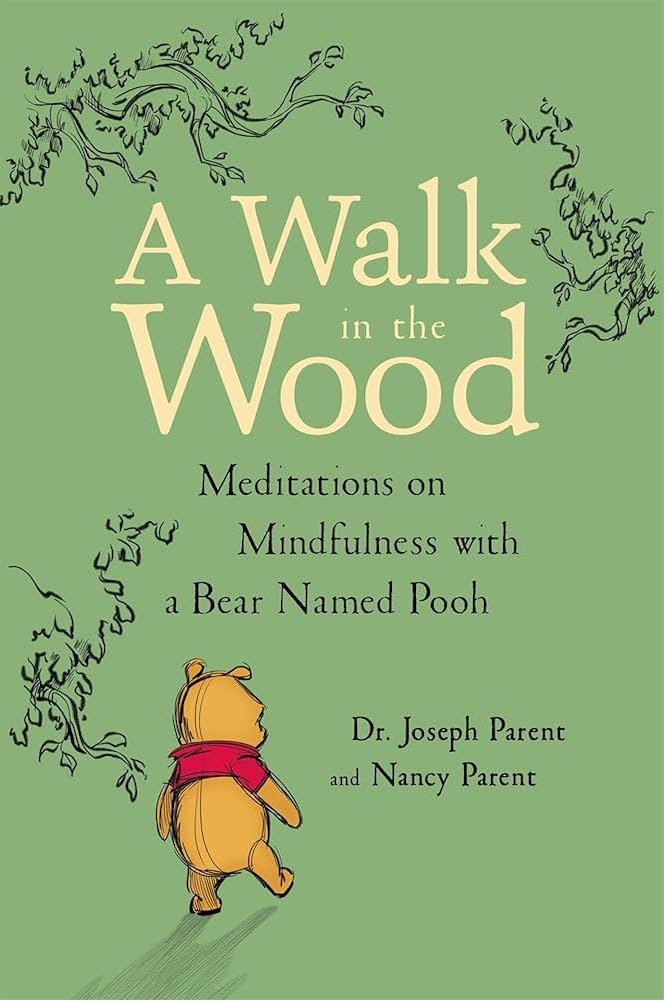 A Walk
in the
Wood
Meditations on
Mindfulness with
a Bear Named Pooh
Dr. Joseph Parent
and Nancy Parent